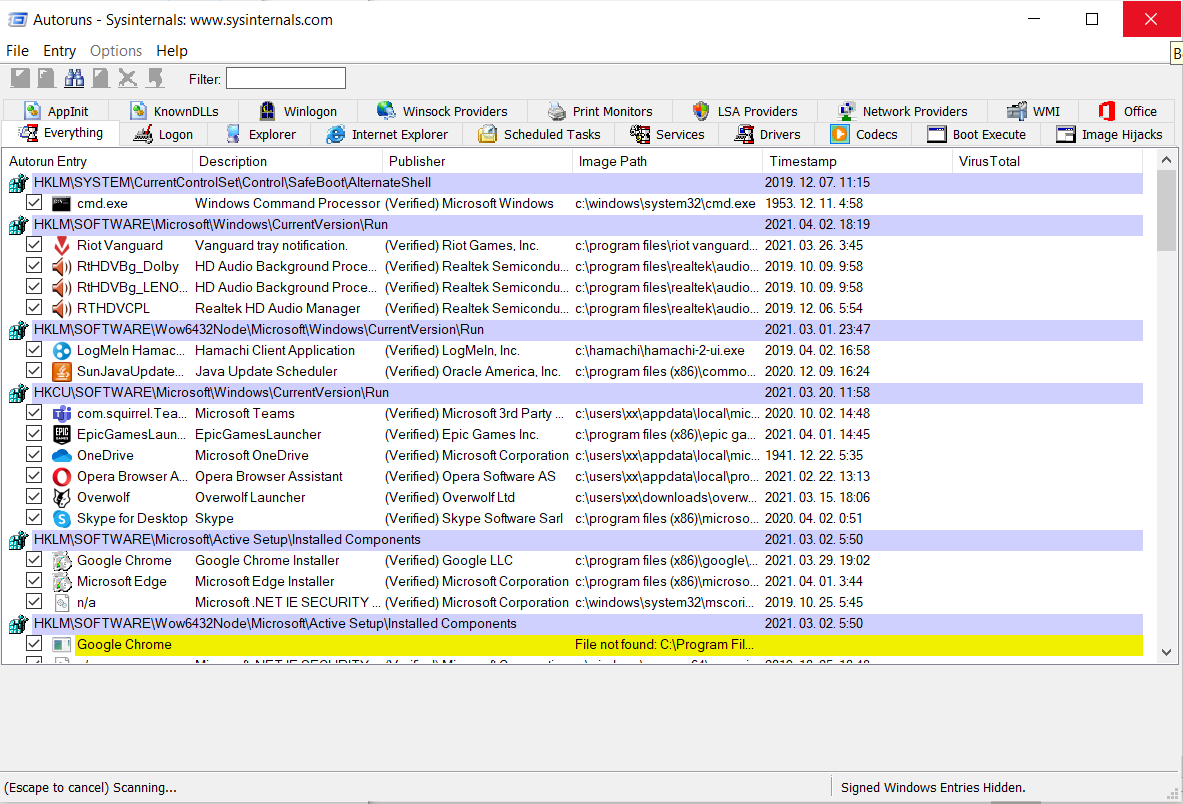 Autoruns - Sysinternals: www.sysinternals.com
File Entry Options Help
B
Filter:
AppInit KnownDLLs Winlogon Winsock Providers Print Monitors LSA Providers Network Providers WMI Office
Everything Logon Explorer Internet Explorer Scheduled Tasks Services Drivers Codecs Boot Execute Image Hijacks
Autorun Entry Description Publisher Image Path Timestamp VirusTotal
HKLM\SYSTEM\CurrentControlSet\Control\SafeBoot\AlternateShell 2019. 12. 07. 11:15
cmd.exe Windows Command Processor (Verified) Microsoft Windows c:\windows\system32\cmd.exe 1953. 12. 11. 4:58
HKLM\SOFTWARE\Microsoft\Windows\CurrentVersion\Run 2021. 04. 02. 18:19
Riot Vanguard Vanguard tray notification. (Verified) Riot Games, Inc. c:\program files\riot vanguard... 2021. 03. 26. 3:45
RtHDVBg_Dolby HD Audio Background Proce... (Verified) Realtek Semicondu... c:\program files\realtek\audio... 2019. 10. 09. 9:58
RtHDVBg_LENO... HD Audio Background Proce... (Verified) Realtek Semicondu... c:\program files\realtek\audio... 2019. 10. 09. 9:58
RTHDVCPL Realtek HD Audio Manager (Verified) Realtek Semicondu... c:\program files\realtek\audio... 2019. 12. 06. 5:54
HKLM\SOFTWARE\Wow6432Node\Microsoft\Windows\CurrentVersion\Run 2021. 03. 01. 23:47
LogMeIn Hamac... Hamachi Client Application (Verified) LogMeIn, Inc. c:\hamachi\hamachi-2-ui.exe 2019. 04. 02. 16:58
SunJavaUpdate... Java Update Scheduler (Verified) Oracle America, Inc. c:\program files (x86)\commo... 2020. 12. 09. 16:24
HKCU\SOFTWARE\Microsoft\Windows\CurrentVersion\Run 2021. 03. 20. 11:58
com.squirrel.Tea... Microsoft Teams (Verified) Microsoft 3rd Party ... c:\users\xx\appdata\local\mic... 2020. 10. 02. 14:48
EPIC GAMES EpicGamesLaun... EpicGamesLauncher (Verified) Epic Games Inc. c:\program files (x86)\epic ga... 2021. 04. 01. 14:45
OneDrive Microsoft OneDrive (Verified) Microsoft Corporation c:\users\xx\appdata\local\mic... 1941. 12. 22. 5:35
Opera Browser A... Opera Browser Assistant (Verified) Opera Software AS c:\users\xx\appdata\local\pro... 2021. 02. 22. 13:13
Overwolf Overwolf Launcher (Verified) Overwolf Ltd c:\users\xx\downloads\overw... 2021. 03. 15. 18:06
Skype for Desktop Skype (Verified) Skype Software Sarl c:\program files (x86)\microso... 2020. 04. 02. 0:51
HKLM\SOFTWARE\Microsoft\Active Setup\Installed Components 2021. 03. 02. 5:50
Google Chrome Google Chrome Installer (Verified) Google LLC c:\program files (x86)\google\... 2021. 03. 29. 19:02
Microsoft Edge Microsoft Edge Installer (Verified) Microsoft Corporation c:\program files (x86)\microso... 2021. 04. 01. 3:44
n/a Microsoft .NET IE SECURITY ... (Verified) Microsoft Corporation c:\windows\system32\mscori... 2019. 10. 25. 5:45
HKLM\SOFTWARE\Wow6432Node\Microsoft\Active Setup\Installed Components 2021. 03. 02. 5:50
Google Chrome File not found: C:\Program Fil...
(Escape to cancel) Scanning... Signed Windows Entries Hidden.